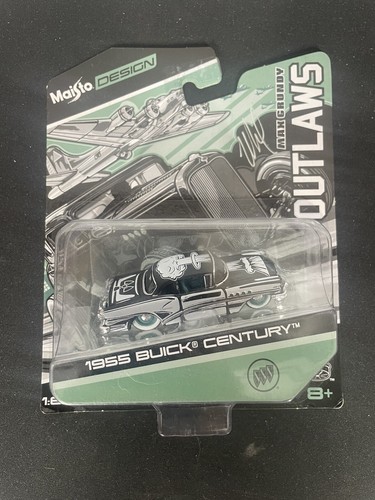 Maisto DESIGN
MAX GRUNDY
OUTLAWS
1955 BUICK® CENTURY™
8+